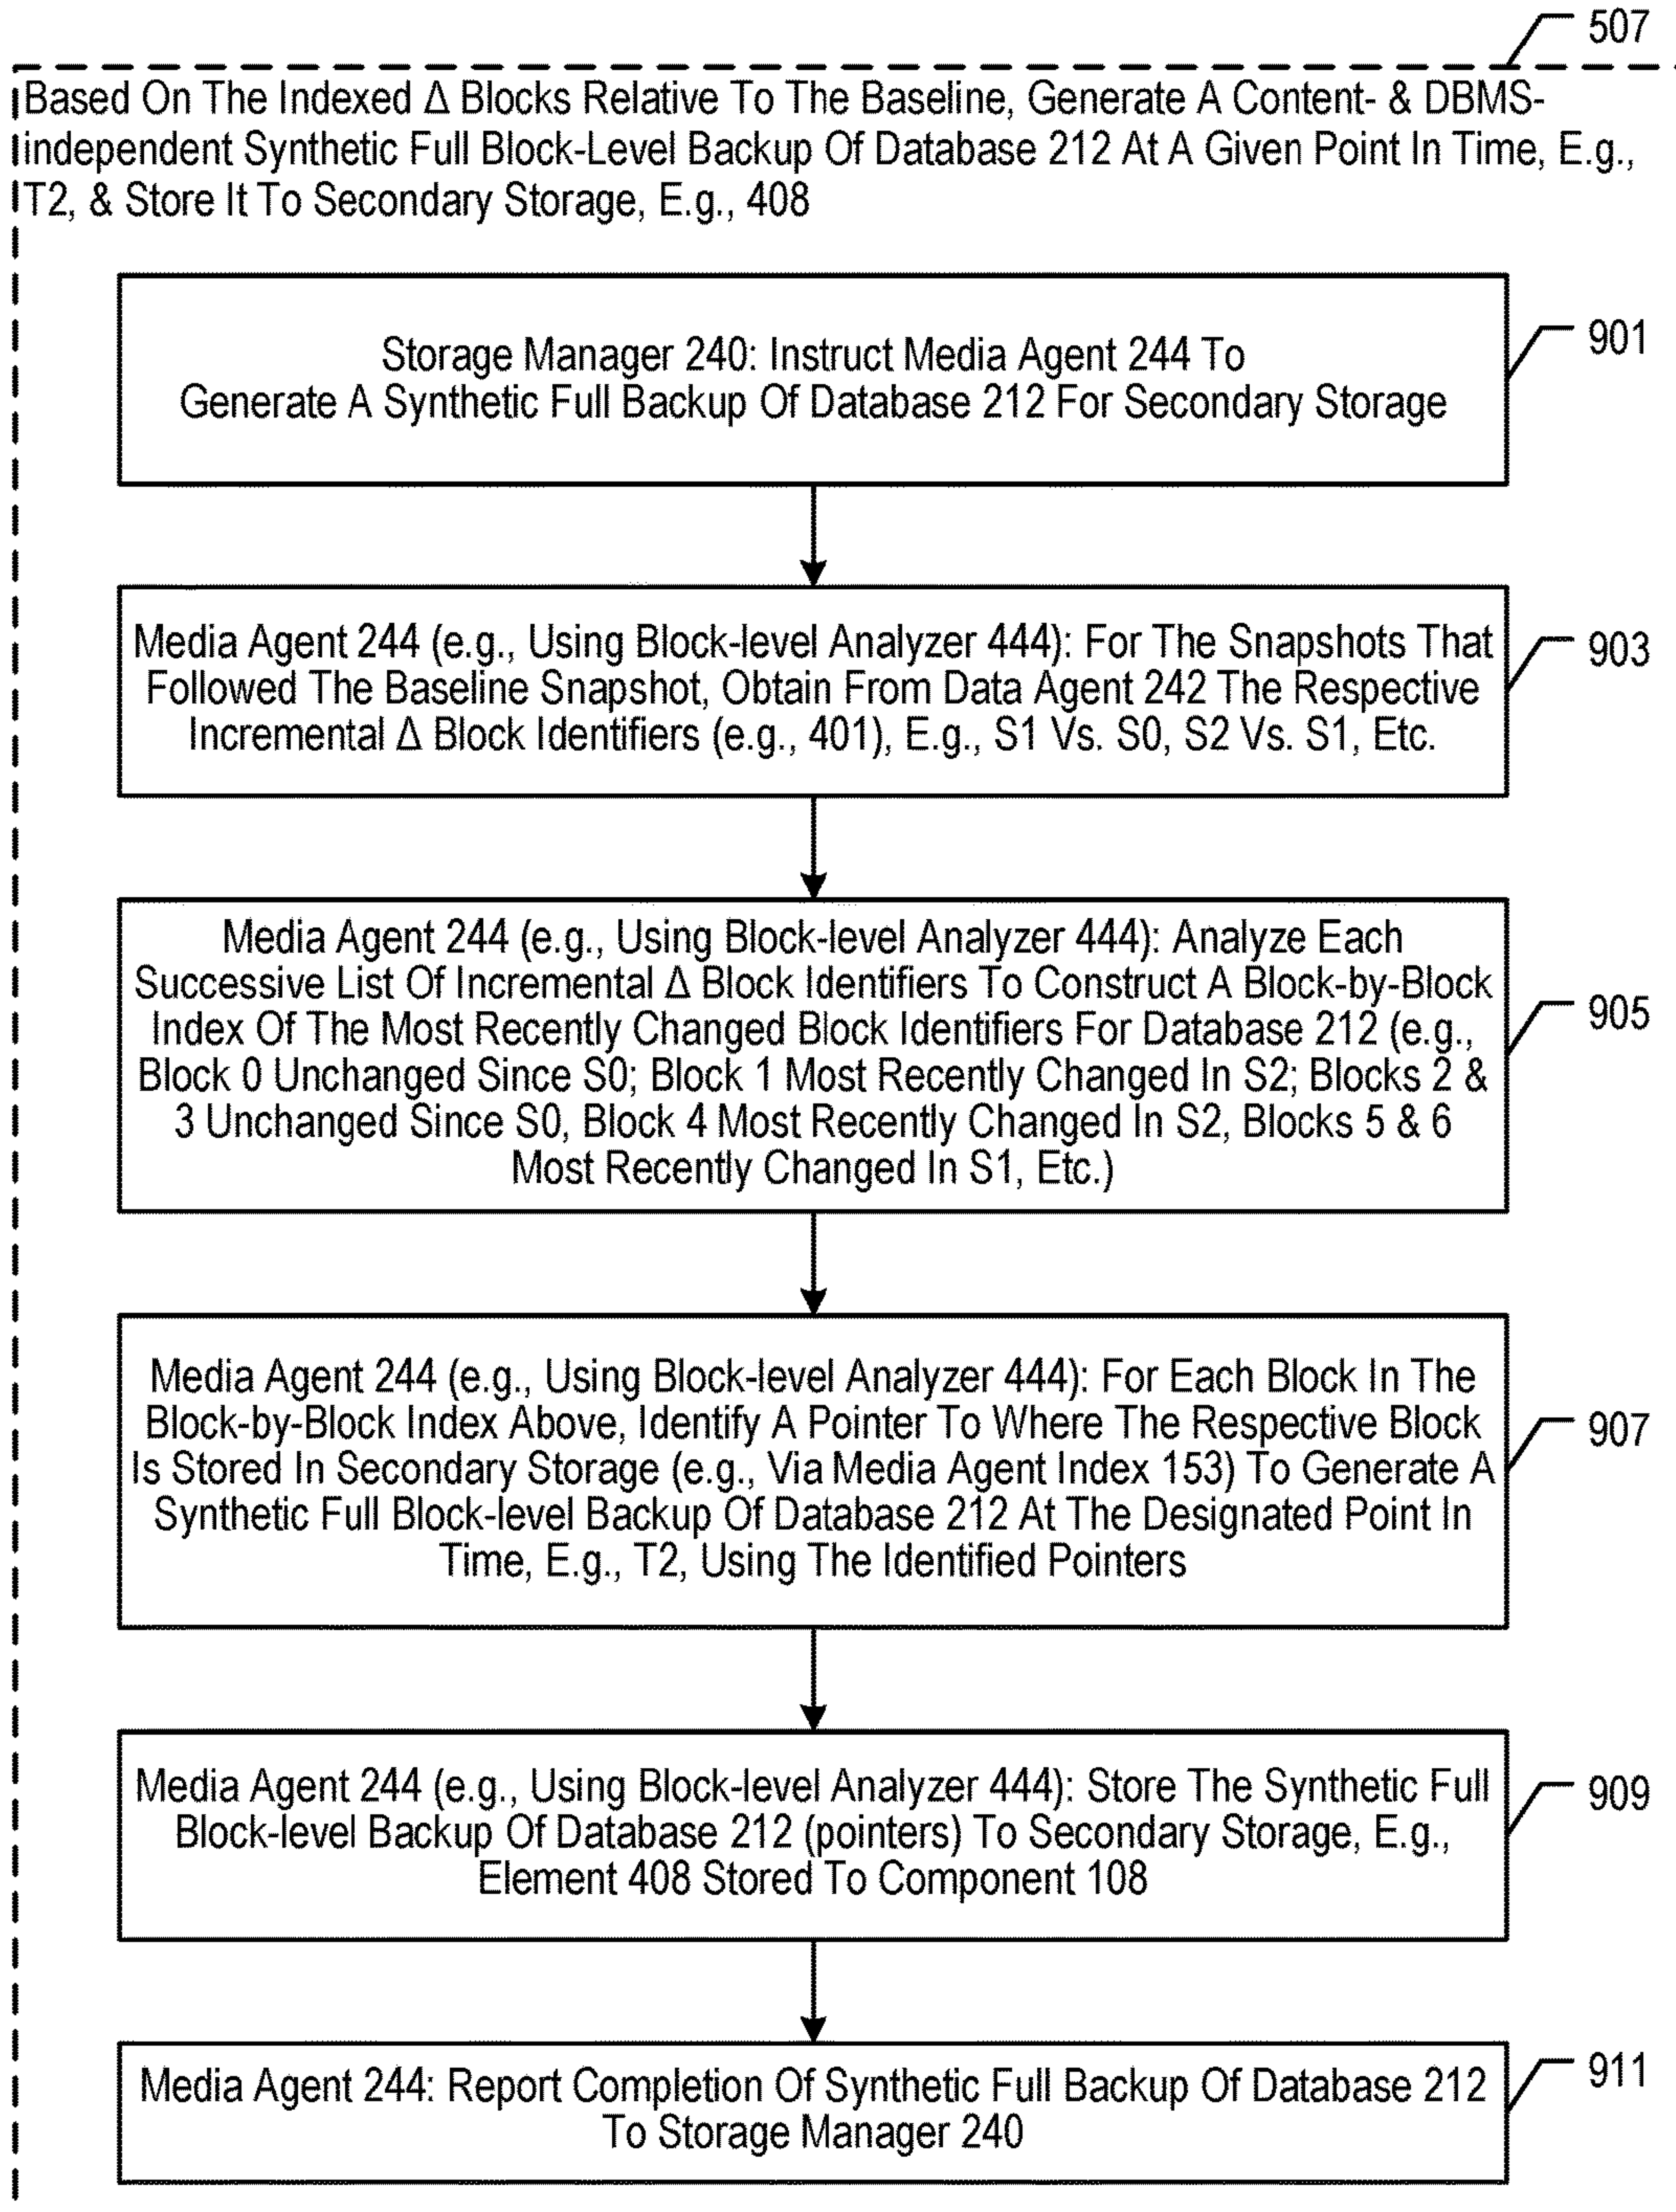 507
Based On The Indexed Δ Blocks Relative To The Baseline, Generate A Content- & DBMS-
independent Synthetic Full Block-Level Backup Of Database 212 At A Given Point In Time, E.g.,
T2, & Store It To Secondary Storage, E.g., 408
Storage Manager 240: Instruct Media Agent 244 To
Generate A Synthetic Full Backup Of Database 212 For Secondary Storage
901
Media Agent 244 (e.g., Using Block-level Analyzer 444): For The Snapshots That
Followed The Baseline Snapshot, Obtain From Data Agent 242 The Respective
Incremental Δ Block Identifiers (e.g., 401), E.g., S1 Vs. S0, S2 Vs. S1, Etc.
903
Media Agent 244 (e.g., Using Block-level Analyzer 444): Analyze Each
Successive List Of Incremental Δ Block Identifiers To Construct A Block-by-Block
Index Of The Most Recently Changed Block Identifiers For Database 212 (e.g.,
Block 0 Unchanged Since S0; Block 1 Most Recently Changed In S2; Blocks 2 &
3 Unchanged Since S0, Block 4 Most Recently Changed In S2, Blocks 5 & 6
Most Recently Changed In S1, Etc.)
905
Media Agent 244 (e.g., Using Block-level Analyzer 444): For Each Block In The
Block-by-Block Index Above, Identify A Pointer To Where The Respective Block
Is Stored In Secondary Storage (e.g., Via Media Agent Index 153) To Generate A
Synthetic Full Block-level Backup Of Database 212 At The Designated Point In
Time, E.g., T2, Using The Identified Pointers
907
Media Agent 244 (e.g., Using Block-level Analyzer 444): Store The Synthetic Full
Block-level Backup Of Database 212 (pointers) To Secondary Storage, E.g.,
Element 408 Stored To Component 108
909
Media Agent 244: Report Completion Of Synthetic Full Backup Of Database 212
To Storage Manager 240
911